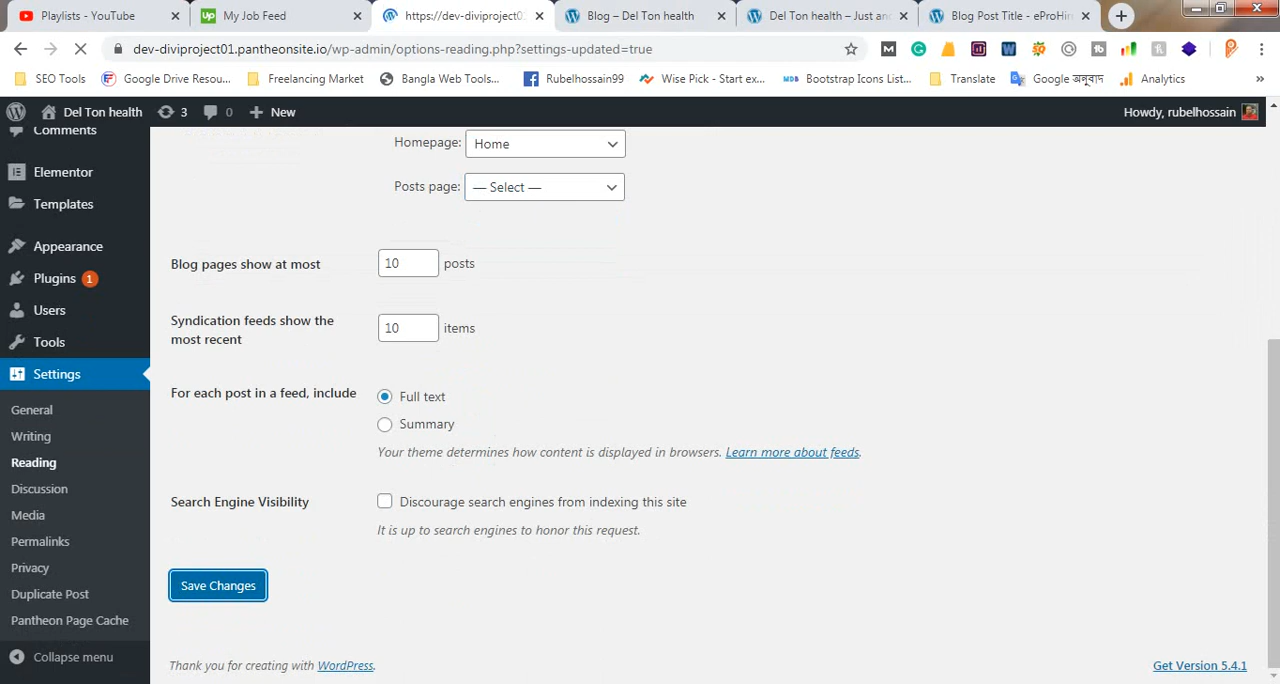 Playlists - YouTube
My Job Feed
https://dev-diviproject01
Blog – Del Ton health
Del Ton health – Just an
Blog Post Title - eProHir
dev-diviproject01.pantheonsite.io/wp-admin/options-reading.php?settings-updated=true
SEO Tools
Google Drive Resou...
Freelancing Market
Bangla Web Tools...
Rubelhossain99
Wise Pick - Start ex...
Bootstrap Icons List...
Translate
Google অনুবাদ
Analytics
»
Del Ton health
3
0
New
Howdy, rubelhossain
Comments
Elementor
Templates
Appearance
Plugins 1
Users
Tools
Settings
General
Writing
Reading
Discussion
Media
Permalinks
Privacy
Duplicate Post
Pantheon Page Cache
Collapse menu
Homepage: Home
Posts page: — Select —
Blog pages show at most 10 posts
Syndication feeds show the
most recent
10 items
For each post in a feed, include
Full text
Summary
Your theme determines how content is displayed in browsers. Learn more about feeds.
Search Engine Visibility
Discourage search engines from indexing this site
It is up to search engines to honor this request.
Save Changes
Thank you for creating with WordPress.
Get Version 5.4.1